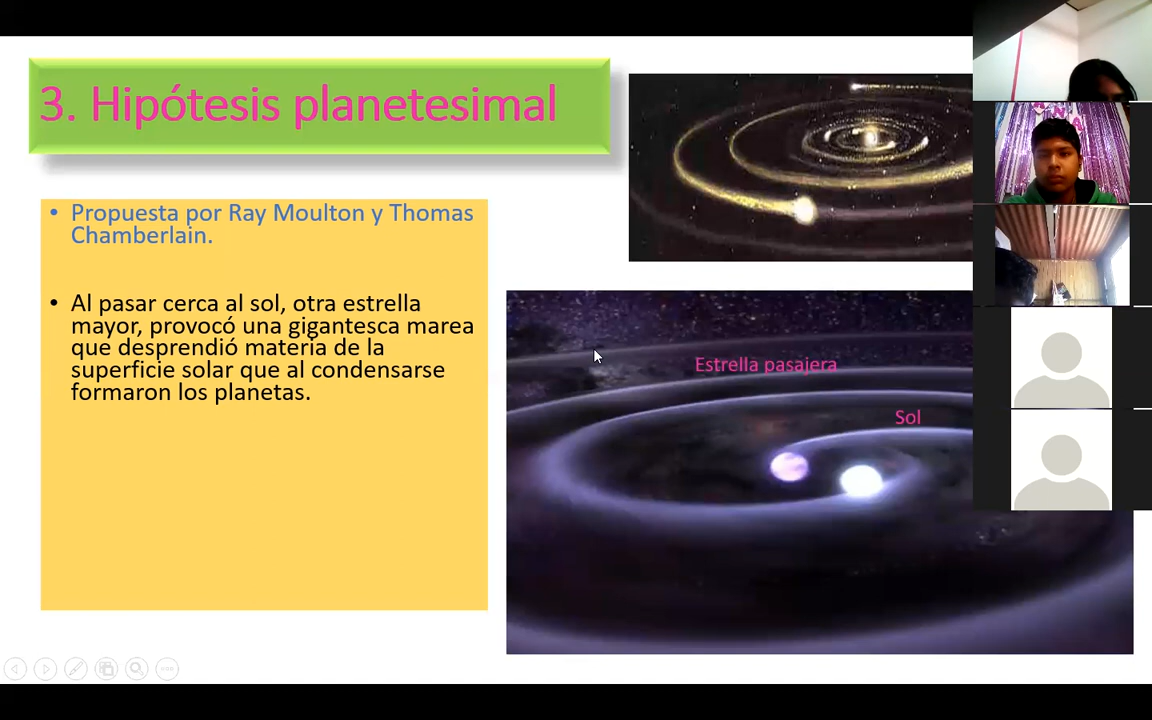 3. Hipótesis planetesimal
• Propuesta por Ray Moulton y Thomas
Chamberlain.
• Al pasar cerca al sol, otra estrella
mayor, provocó una gigantesca marea
que desprendió materia de la
superficie solar que al condensarse
formaron los planetas.
Estrella pasajera
Sol